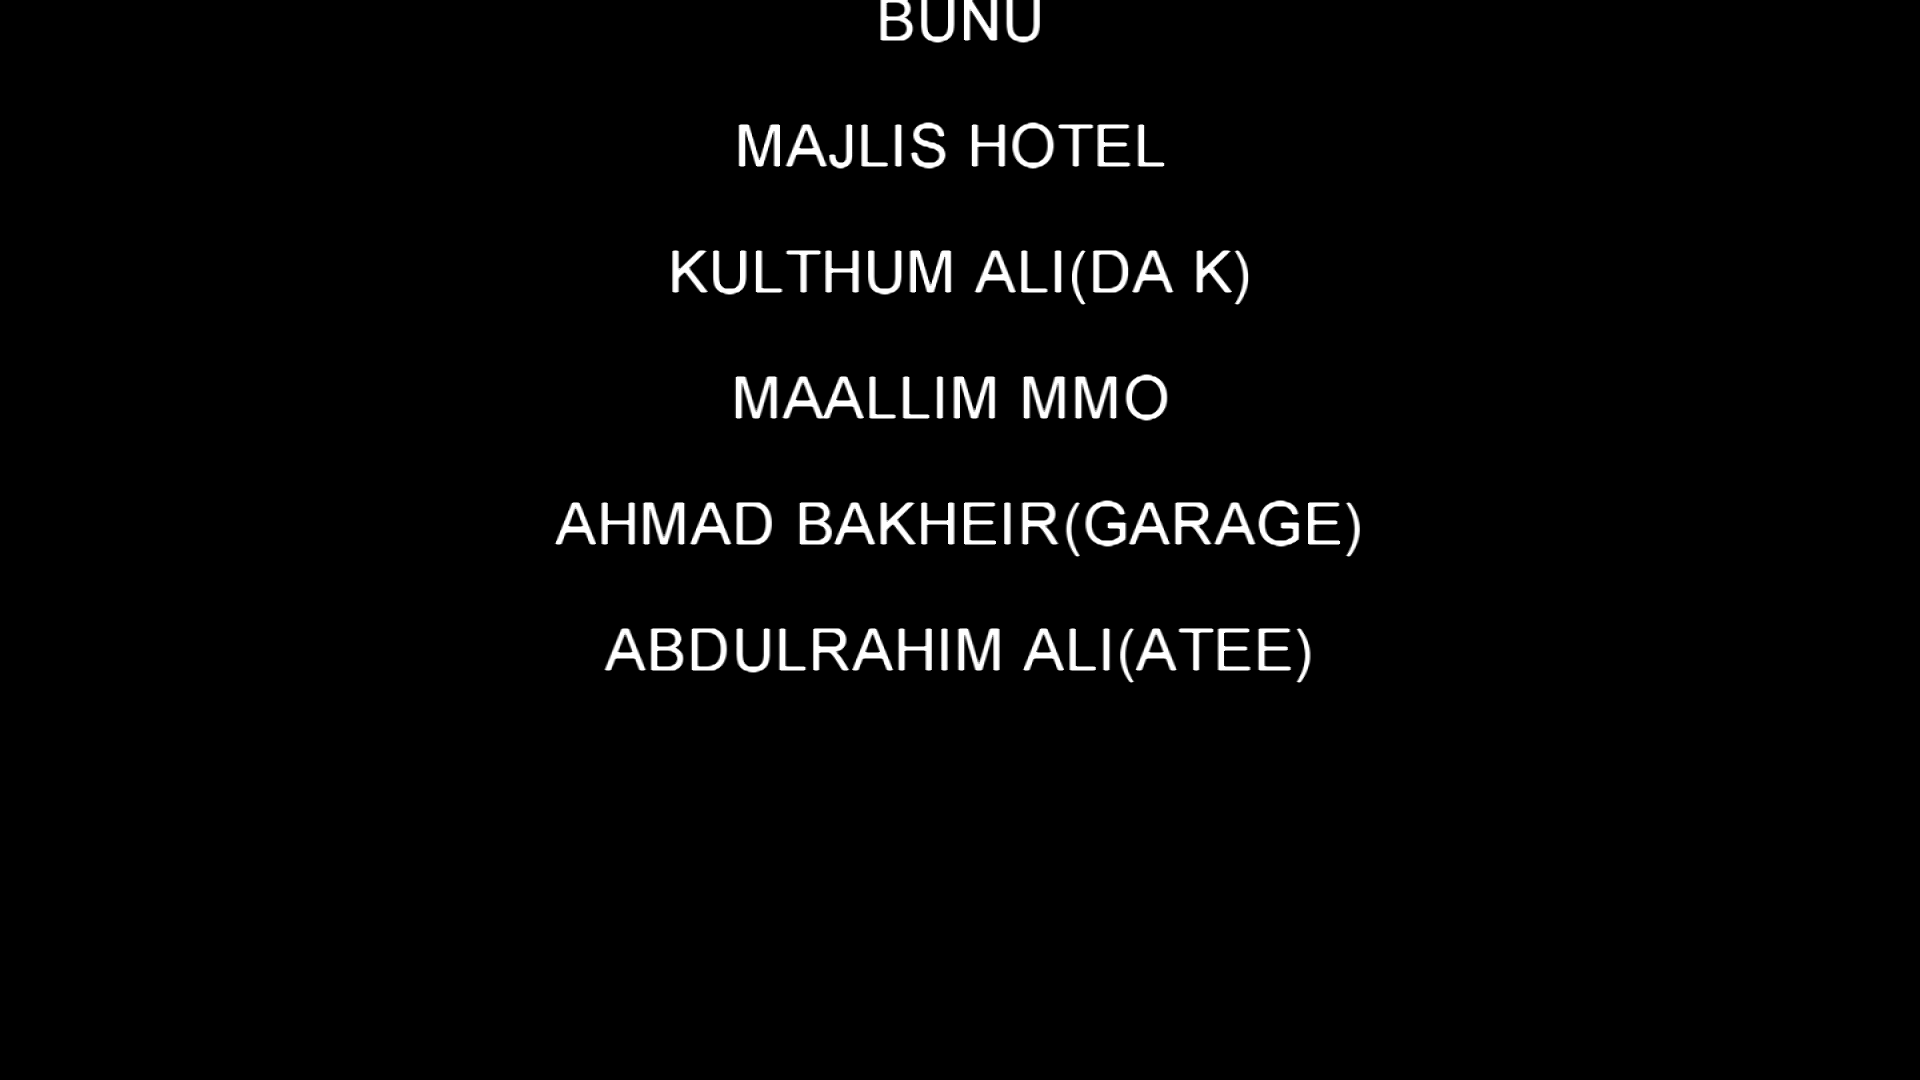 BUNU
MAJLIS HOTEL
KULTHUM ALI(DA K)
MAALLIM MMO
AHMAD BAKHEIR(GARAGE)
ABDULRAHIM ALI(ATEE)